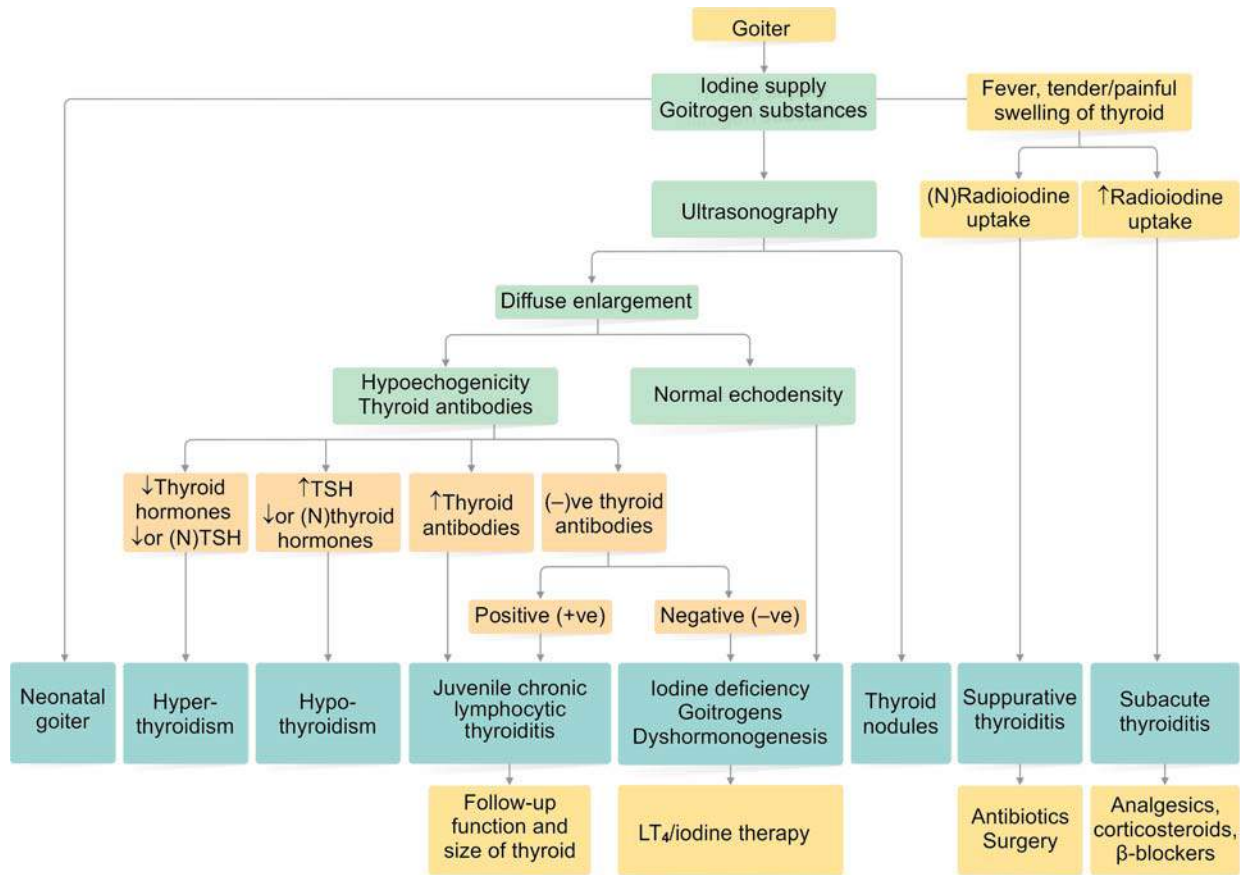 Goiter
Iodine supply
Goitrogen substances
Fever, tender/painful
swelling of thyroid
(N)Radioiodine
uptake
↑Radioiodine
uptake
Ultrasonography
Diffuse enlargement
Hypoechogenicity
Thyroid antibodies
Normal echodensity
↓Thyroid
hormones
↓or (N)TSH
↑TSH
↓or (N)thyroid
hormones
↑Thyroid
antibodies
(–)ve thyroid
antibodies
Positive (+ve)
Negative (–ve)
Neonatal
goiter
Hyper-
thyroidism
Hypo-
thyroidism
Juvenile chronic
lymphocytic
thyroiditis
Iodine deficiency
Goitrogens
Dyshormonogenesis
Thyroid
nodules
Suppurative
thyroiditis
Subacute
thyroiditis
Follow-up
function and
size of thyroid
LT₄/iodine therapy
Antibiotics
Surgery
Analgesics,
corticosteroids,
β-blockers